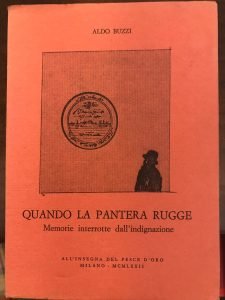 ALDO BUZZI
QUANDO LA PANTERA RUGGE
Memorie interrotte dall'indignazione
ALL'INSEGNA DEL PESCE D'ORO
MILANO - MCMLXXII